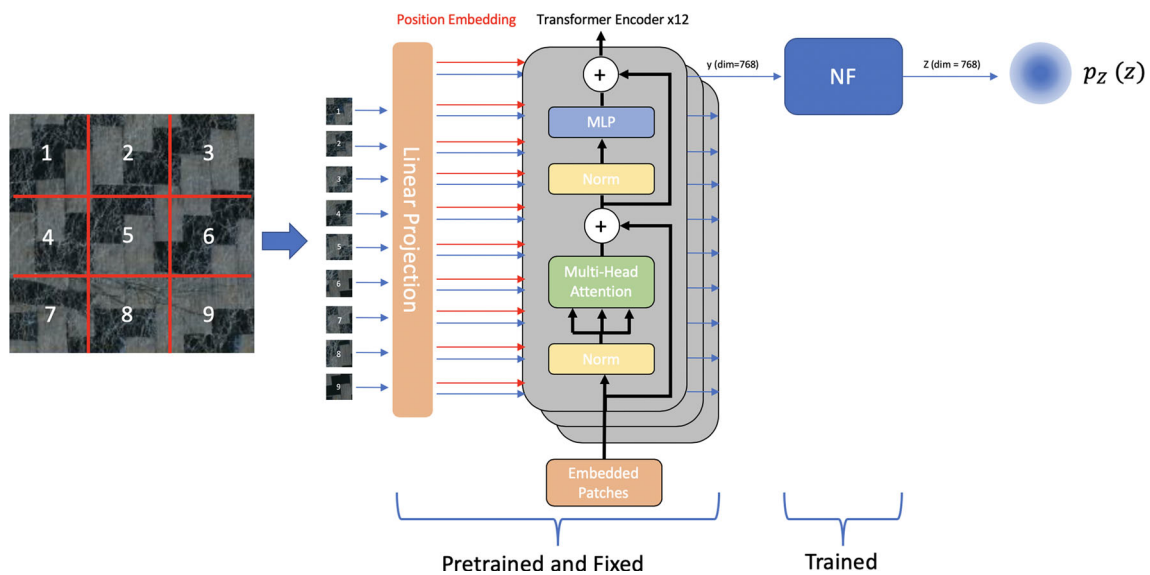 Position Embedding
Transformer Encoder x12
1
2
3
4
5
6
7
8
9
1
2
3
4
5
6
7
8
9
Linear Projection
+
MLP
Norm
+
Multi-Head
Attention
Norm
Embedded
Patches
y (dim=768)
NF
Z (dim = 768)
p_Z (z)
Pretrained and Fixed
Trained